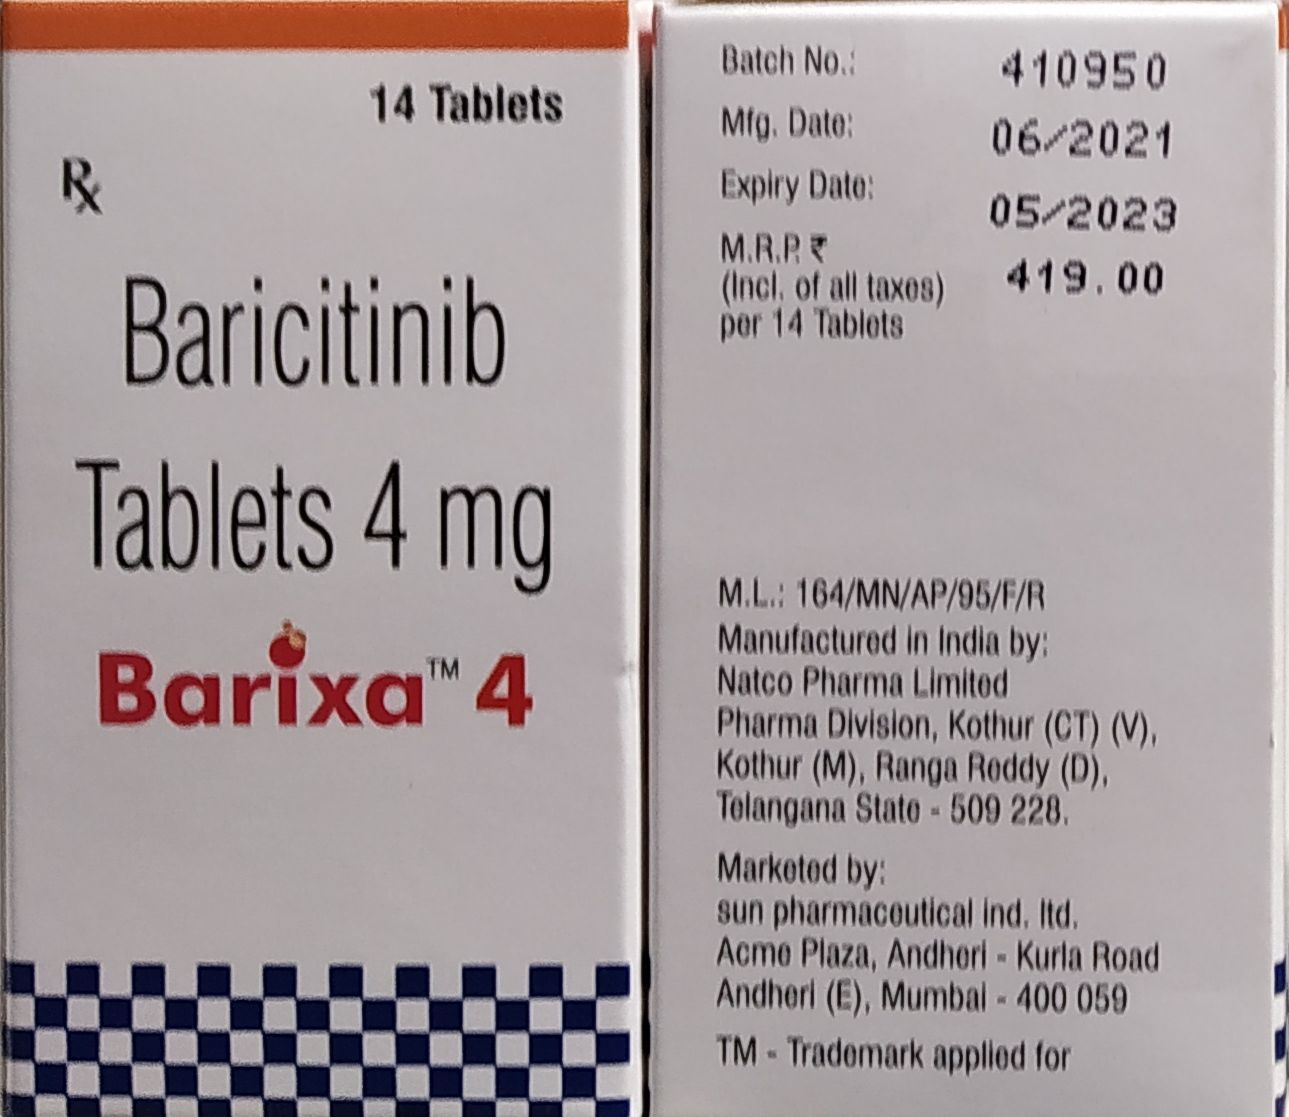 14 Tablets
Rx
Baricitinib
Tablets 4 mg
Barixa™ 4
Batch No.: 410950
Mfg. Date: 06/2021
Expiry Date: 05/2023
M.R.P. ₹ 419.00
(Incl. of all taxes)
per 14 Tablets
M.L.: 164/MN/AP/95/F/R
Manufactured in India by:
Natco Pharma Limited
Pharma Division, Kothur (CT) (V),
Kothur (M), Ranga Reddy (D),
Telangana State - 509 228.
Marketed by:
sun pharmaceutical ind. ltd.
Acme Plaza, Andheri - Kurla Road
Andheri (E), Mumbai - 400 059
TM - Trademark applied for